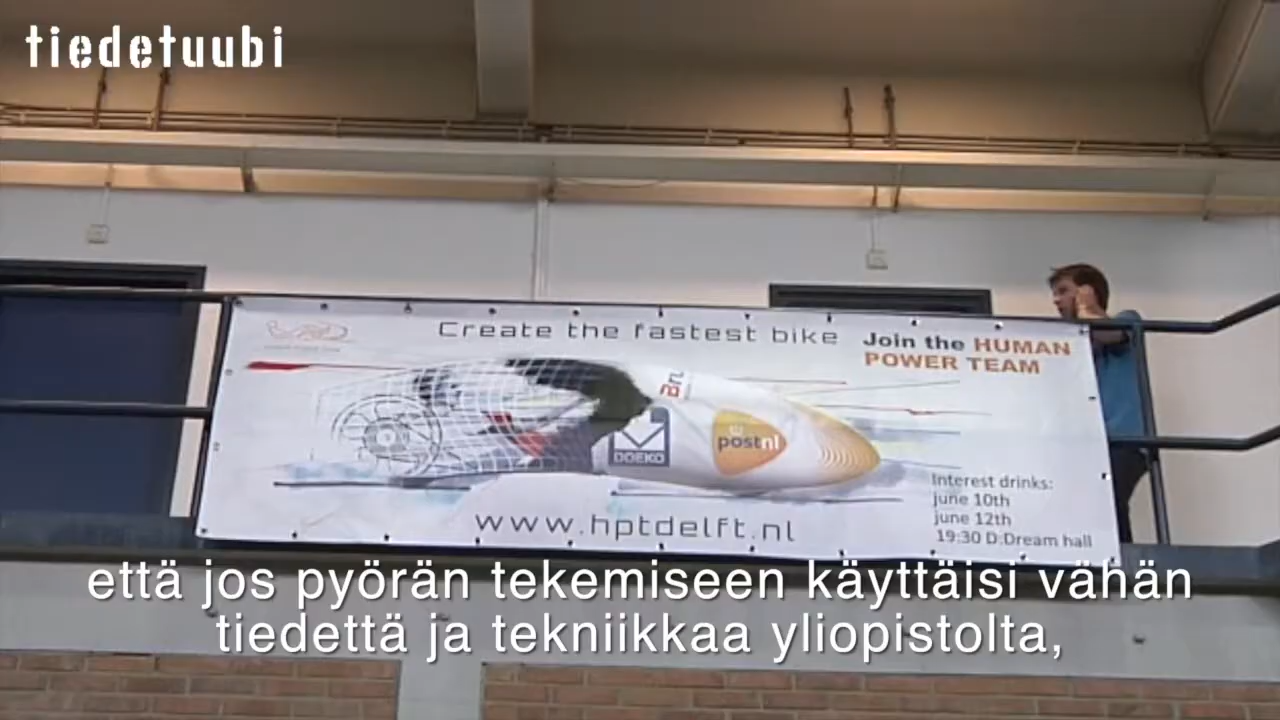 tiedetuubi
Create the fastest bike
Join the HUMAN
POWER TEAM
DOEKO
postnl
Interest drinks:
june 10th
june 12th
19:30 D:Dream hall
www.hptdelft.nl
että jos pyörän tekemiseen käyttäisi vähän
tiedettä ja tekniikkaa yliopistolta,